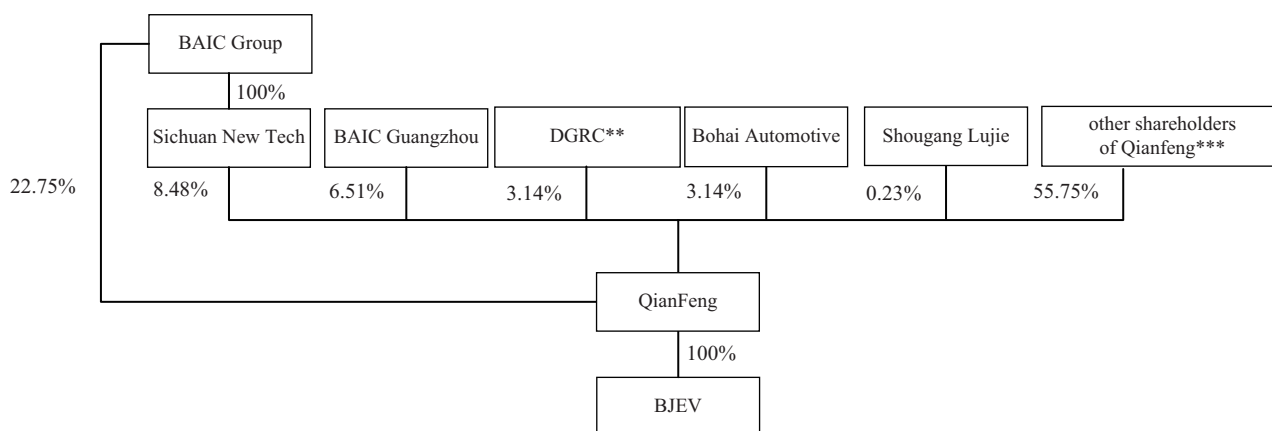 BAIC Group
100%
Sichuan New Tech
BAIC Guangzhou
DGRC**
Bohai Automotive
Shougang Lujie
other shareholders
of Qianfeng***
22.75%
8.48%
6.51%
3.14%
3.14%
0.23%
55.75%
QianFeng
100%
BJEV